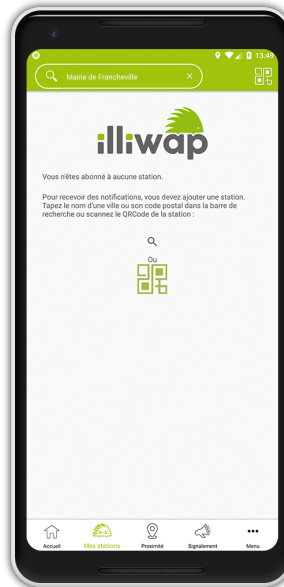 13:49
Mairie de Francheville
illiwap
Vous n'êtes abonné à aucune station.
Pour recevoir des notifications, vous devez ajouter une station.
Tapez le nom d'une ville ou son code postal dans la barre de
recherche ou scannez le QRCode de la station :
Ou
A-Z
Accueil Mes stations Proximité Signalement Menu